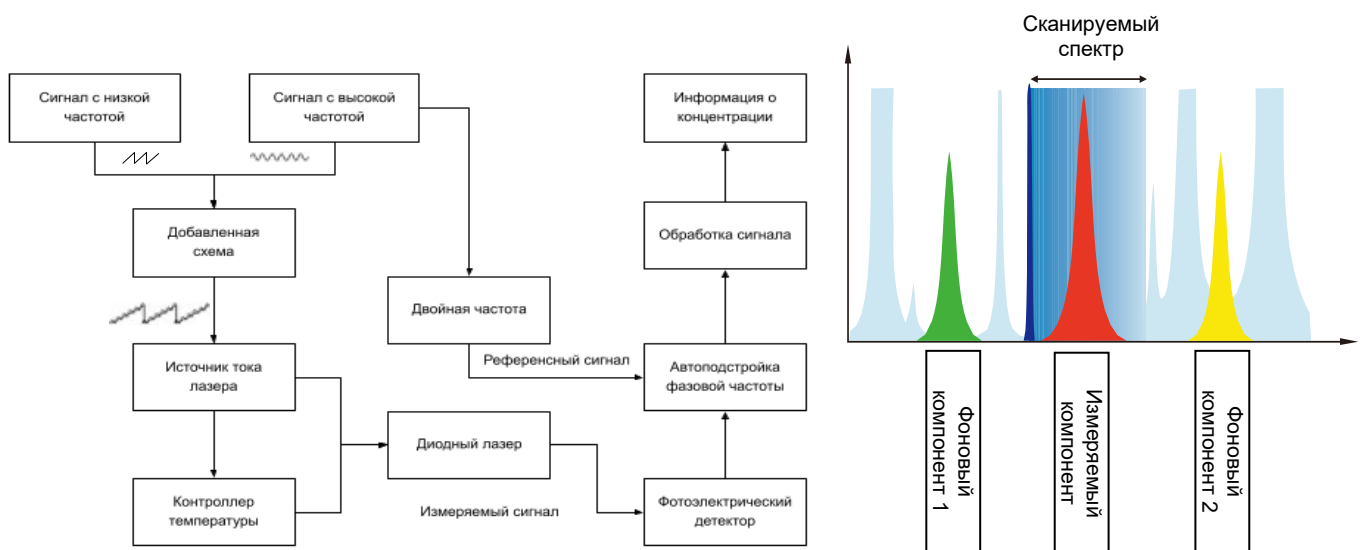 Сигнал с низкой
частотой
Сигнал с высокой
частотой
Добавленная
схема
Двойная частота
Источник тока
лазера
Контроллер
температуры
Диодный лазер
Референсный сигнал
Измеряемый сигнал
Информация о
концентрации
Обработка сигнала
Автоподстройка
фазовой частоты
Фотоэлектрический
детектор
Сканируемый
спектр
Фоновый
компонент 1
Измеряемый
компонент
Фоновый
компонент 2